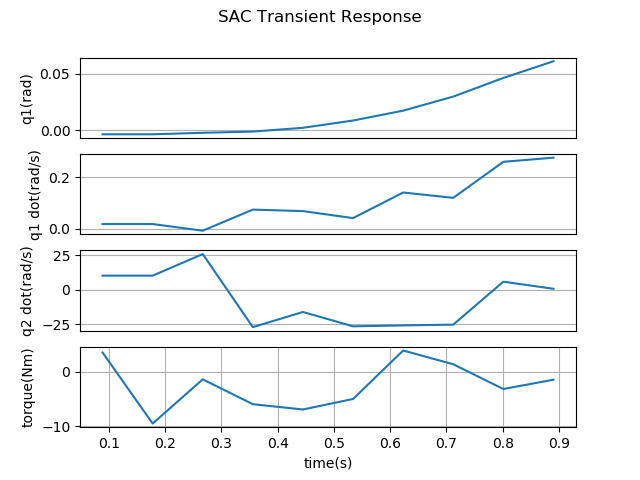 SAC Transient Response
q1(rad)
0.05
0.00
q1 dot(rad/s)
0.2
0.0
q2 dot(rad/s)
25
0
−25
torque(Nm)
0
−10
0.1 0.2 0.3 0.4 0.5 0.6 0.7 0.8 0.9
time(s)